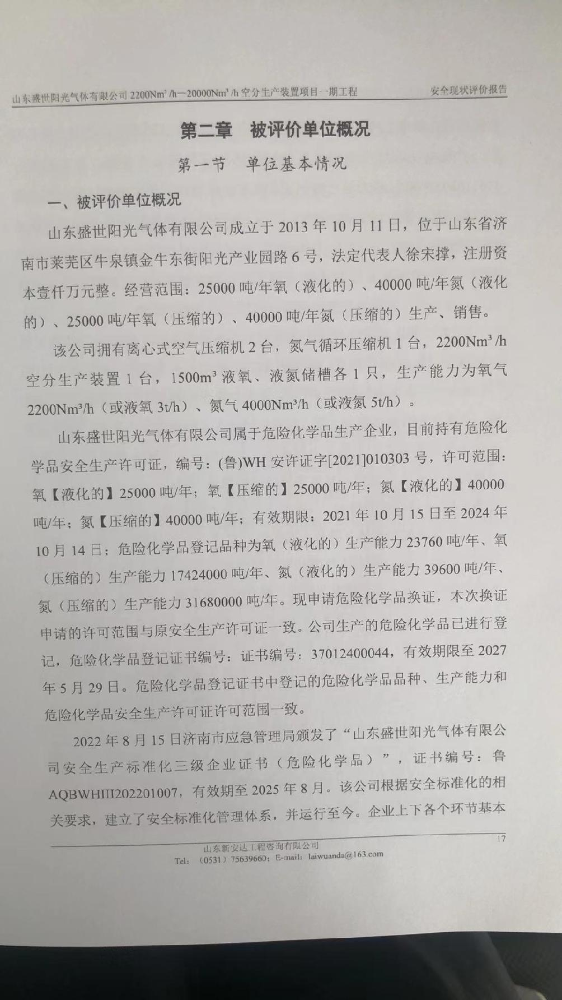 山东盛世阳光气体有限公司 2200Nm³/h—20000Nm³/h 空分生产装置项目一期工程 安全现状评价报告
第二章 被评价单位概况
第一节 单位基本情况
一、被评价单位概况
山东盛世阳光气体有限公司成立于 2013 年 10 月 11 日，位于山东省济
南市莱芜区牛泉镇金牛东街阳光产业园路 6 号，法定代表人徐宋撑，注册资
本壹仟万元整。经营范围：25000 吨/年氧（液化的）、40000 吨/年氮（液化
的）、25000 吨/年氧（压缩的）、40000 吨/年氮（压缩的）生产、销售。
该公司拥有离心式空气压缩机 2 台，氮气循环压缩机 1 台，2200Nm³/h
空分生产装置 1 台，1500m³ 液氧、液氮储槽各 1 只，生产能力为氧气
2200Nm³/h（或液氧 3t/h）、氮气 4000Nm³/h（或液氮 5t/h）。
山东盛世阳光气体有限公司属于危险化学品生产企业，目前持有危险化
学品安全生产许可证，编号：(鲁)WH 安许证字[2021]010303 号，许可范围：
氧【液化的】25000 吨/年；氧【压缩的】25000 吨/年；氮【液化的】40000
吨/年；氮【压缩的】40000 吨/年；有效期限：2021 年 10 月 15 日至 2024 年
10 月 14 日；危险化学品登记品种为氧（液化的）生产能力 23760 吨/年、氧
（压缩的）生产能力 17424000 吨/年、氮（液化的）生产能力 39600 吨/年、
氮（压缩的）生产能力 31680000 吨/年。现申请危险化学品换证，本次换证
申请的许可范围与原安全生产许可证一致。公司生产的危险化学品已进行登
记，危险化学品登记证书编号：证书编号：37012400044，有效期限至 2027
年 5 月 29 日。危险化学品登记证书中登记的危险化学品品种、生产能力和
危险化学品安全生产许可证许可范围一致。
2022 年 8 月 15 日济南市应急管理局颁发了“山东盛世阳光气体有限公
司安全生产标准化三级企业证书（危险化学品）”，证书编号：鲁
AQBWHIII202201007，有效期至 2025 年 8 月。该公司根据安全标准化的相
关要求，建立了安全标准化管理体系，并运行至今。企业上下各个环节基本
17
山东新安达工程咨询有限公司
Tel：（0531）75639660；E-mail：laiwuanda@163.com